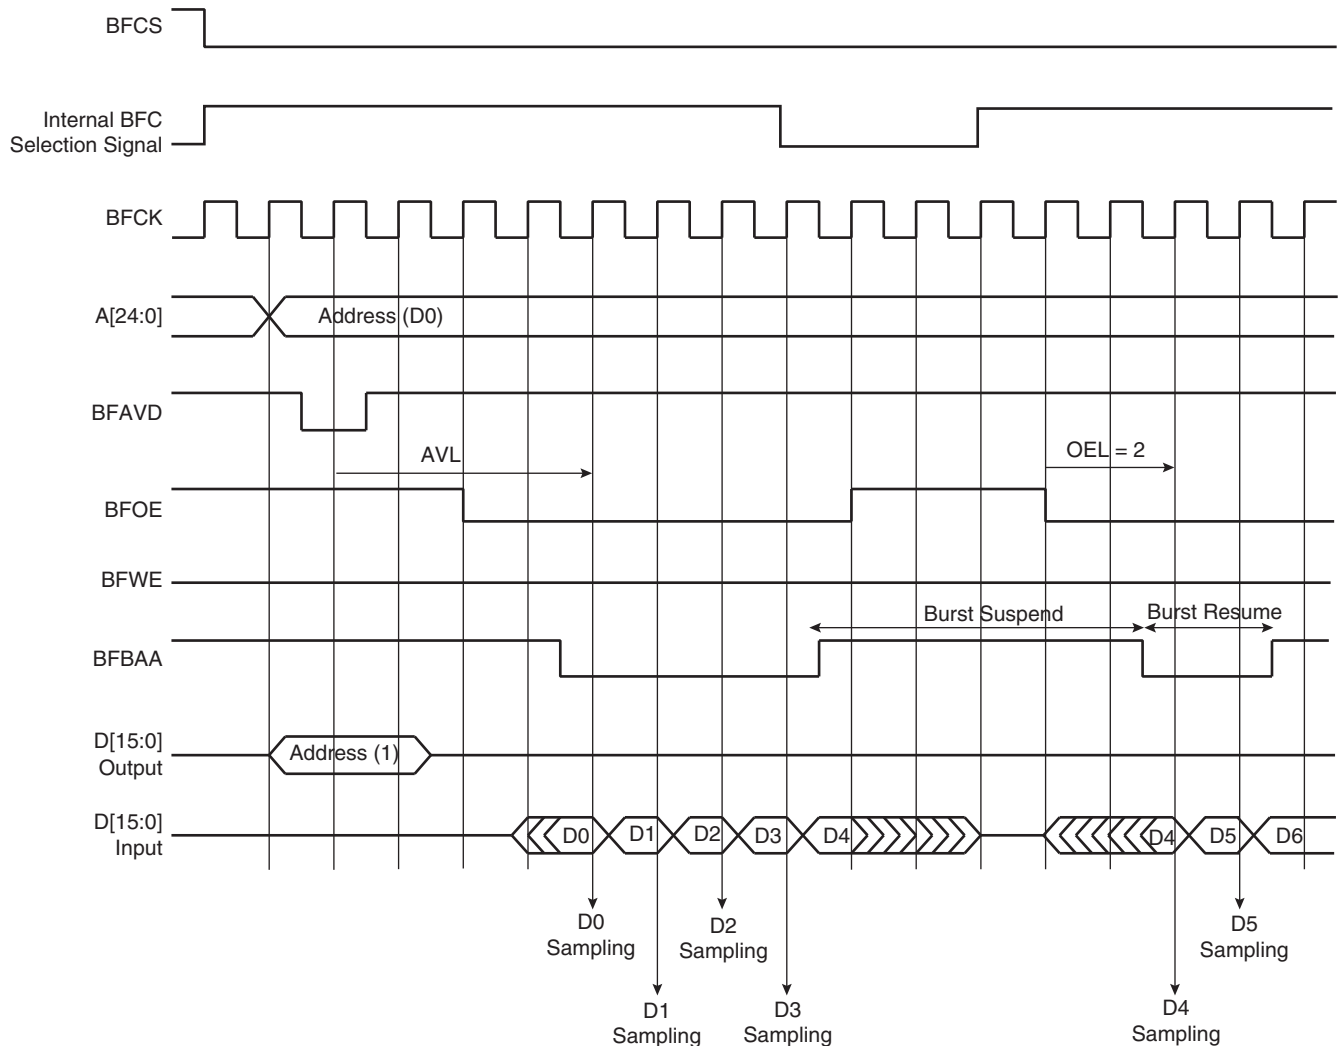 BFCS
Internal BFC
Selection Signal
BFCK
A[24:0]
Address (D0)
BFAVD
AVL
OEL = 2
BFOE
BFWE
Burst Suspend
Burst Resume
BFBAA
D[15:0]
Output
Address (1)
D[15:0]
Input
D0
D1
D2
D3
D4
D4
D5
D6
D0
Sampling
D2
Sampling
D5
Sampling
D1
Sampling
D3
Sampling
D4
Sampling